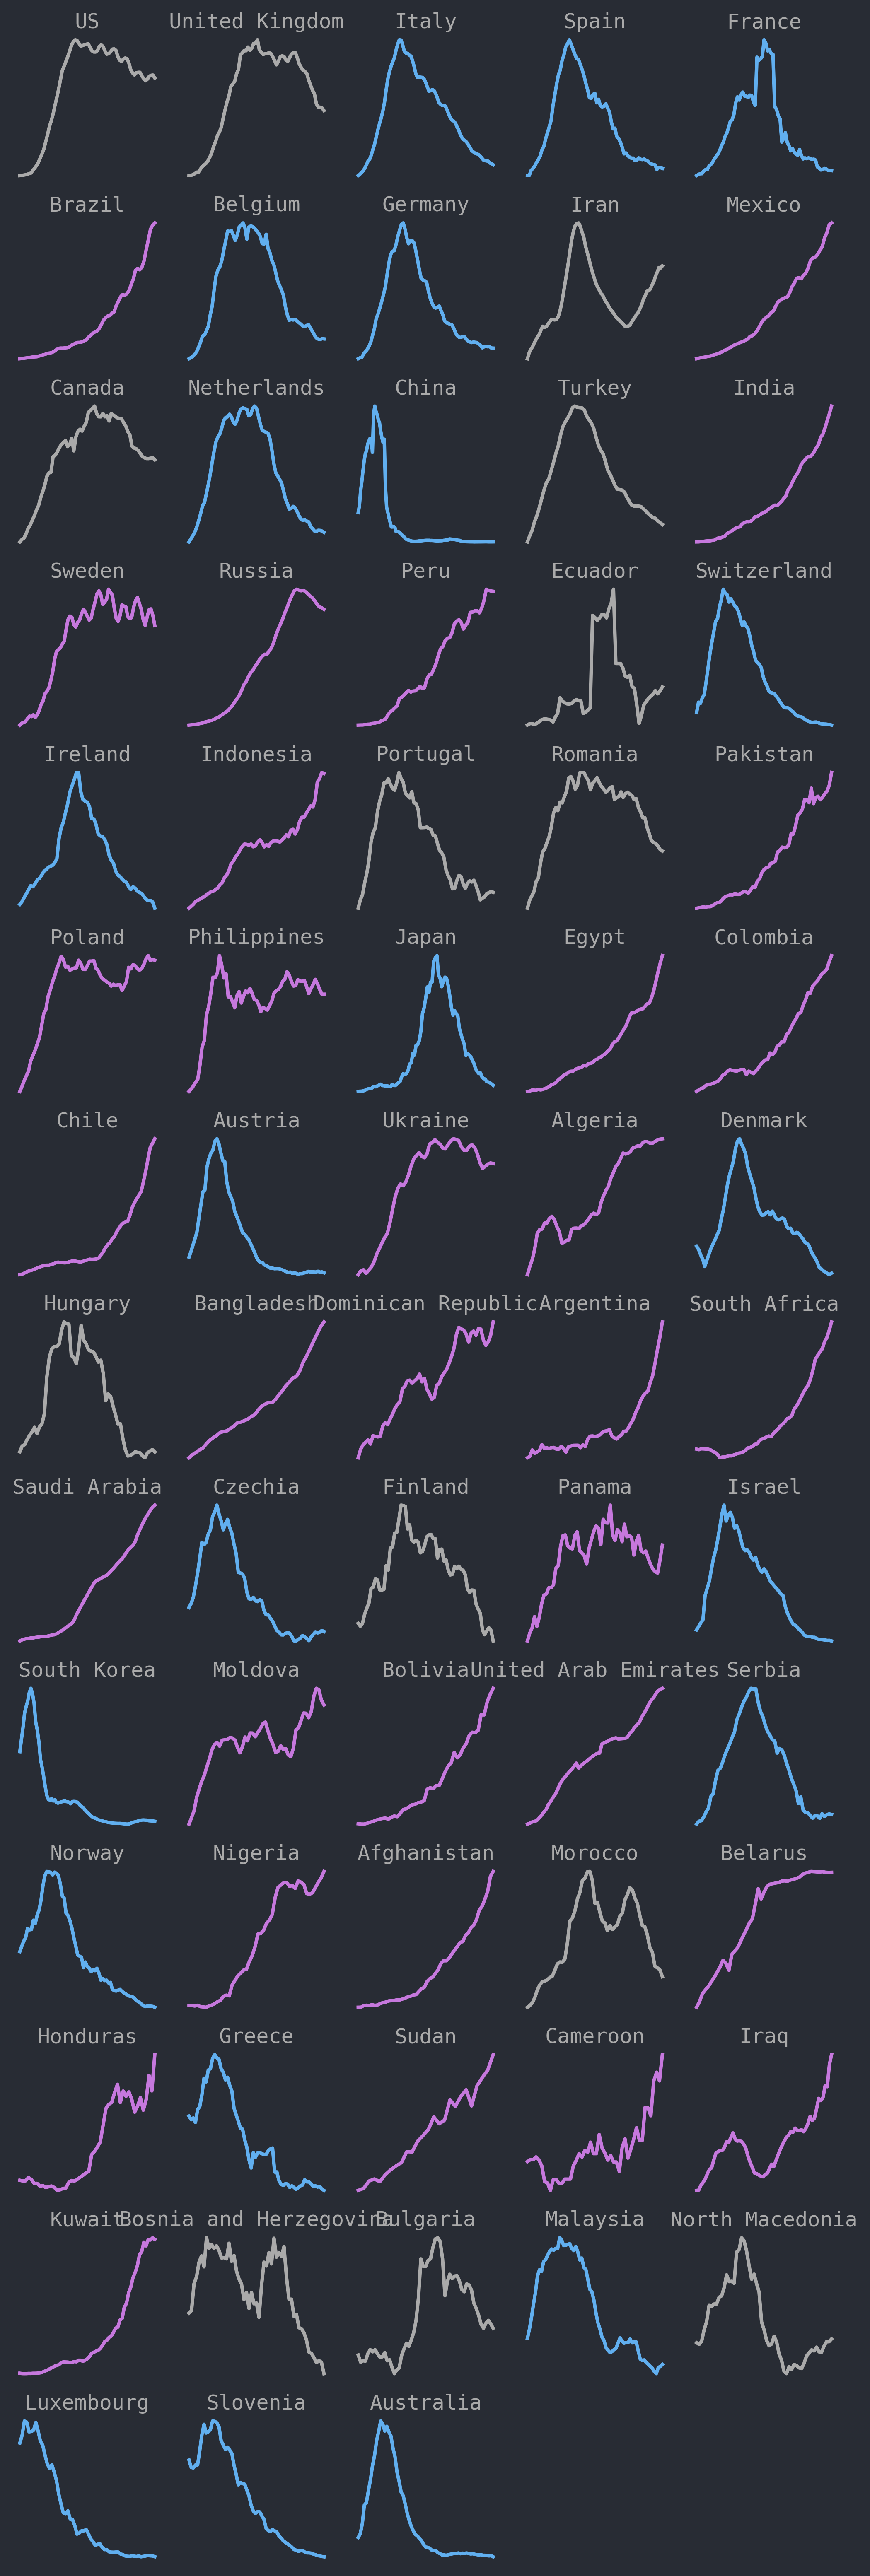 US United Kingdom Italy Spain France
Brazil Belgium Germany Iran Mexico
Canada Netherlands China Turkey India
Sweden Russia Peru Ecuador Switzerland
Ireland Indonesia Portugal Romania Pakistan
Poland Philippines Japan Egypt Colombia
Chile Austria Ukraine Algeria Denmark
Hungary Bangladesh Dominican Republic Argentina South Africa
Saudi Arabia Czechia Finland Panama Israel
South Korea Moldova Bolivia United Arab Emirates Serbia
Norway Nigeria Afghanistan Morocco Belarus
Honduras Greece Sudan Cameroon Iraq
Kuwait Bosnia and Herzegovina Bulgaria Malaysia North Macedonia
Luxembourg Slovenia Australia